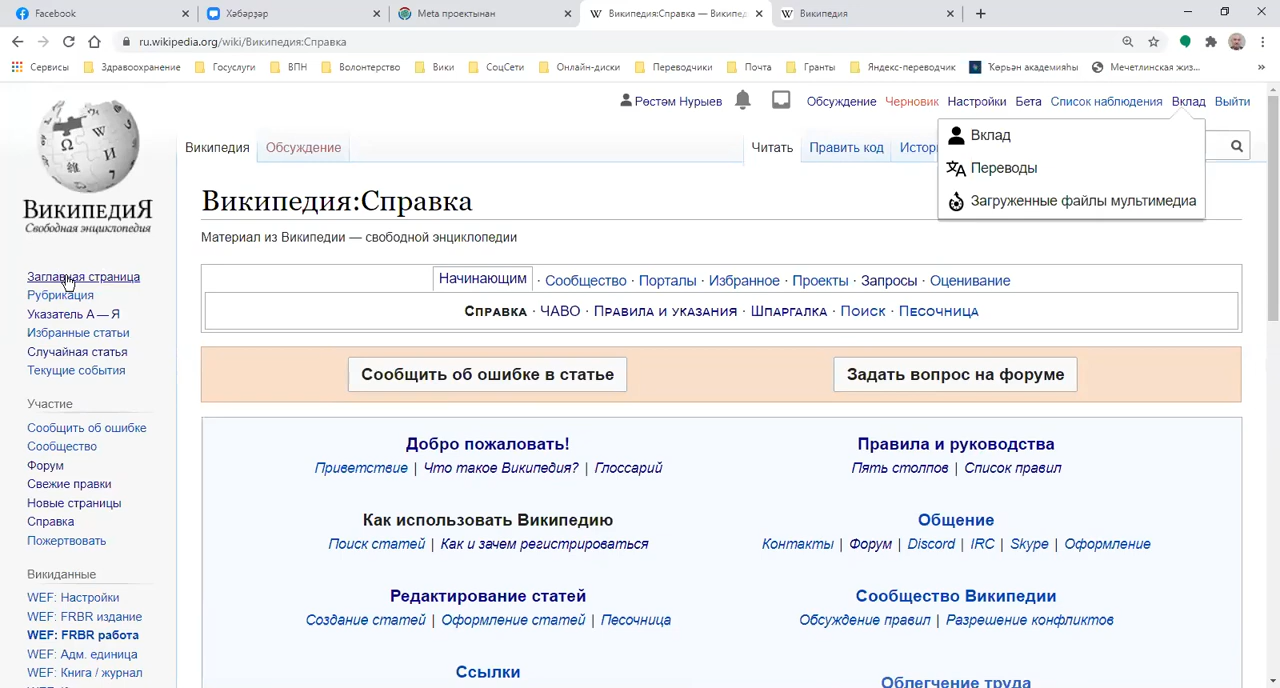 Facebook
Хәбәрҙәр
Meta проектынан
Википедия:Справка — Википе
Википедия
ru.wikipedia.org/wiki/Википедия:Справка
Сервисы Здравоохранение Госуслуги ВПН Волонтерство Вики СоцСети Онлайн-диски Переводчики Почта Гранты Яндекс-переводчик Ҡөрьән академияһы Мечетлинская жиз... »
Рөстәм Нурыев Обсуждение Черновик Настройки Бета Список наблюдения Вклад Выйти
Вклад
Переводы
Загруженные файлы мультимедиа
Википедия Обсуждение Читать Править код Истор
ВикипедиЯ
Свободная энциклопедия
Википедия:Справка
Материал из Википедии — свободной энциклопедии
Заглавная страница
Рубрикация
Указатель А — Я
Избранные статьи
Случайная статья
Текущие события
Участие
Сообщить об ошибке
Сообщество
Форум
Свежие правки
Новые страницы
Справка
Пожертвовать
Викиданные
WEF: Настройки
WEF: FRBR издание
WEF: FRBR работа
WEF: Адм. единица
WEF: Книга / журнал
Начинающим · Сообщество · Порталы · Избранное · Проекты · Запросы · Оценивание
Справка · ЧАВО · Правила и указания · Шпаргалка · Поиск · Песочница
Сообщить об ошибке в статье
Задать вопрос на форуме
Добро пожаловать!
Приветствие | Что такое Википедия? | Глоссарий
Правила и руководства
Пять столпов | Список правил
Как использовать Википедию
Поиск статей | Как и зачем регистрироваться
Общение
Контакты | Форум | Discord | IRC | Skype | Оформление
Редактирование статей
Создание статей | Оформление статей | Песочница
Сообщество Википедии
Обсуждение правил | Разрешение конфликтов
Ссылки
Облегчение труда